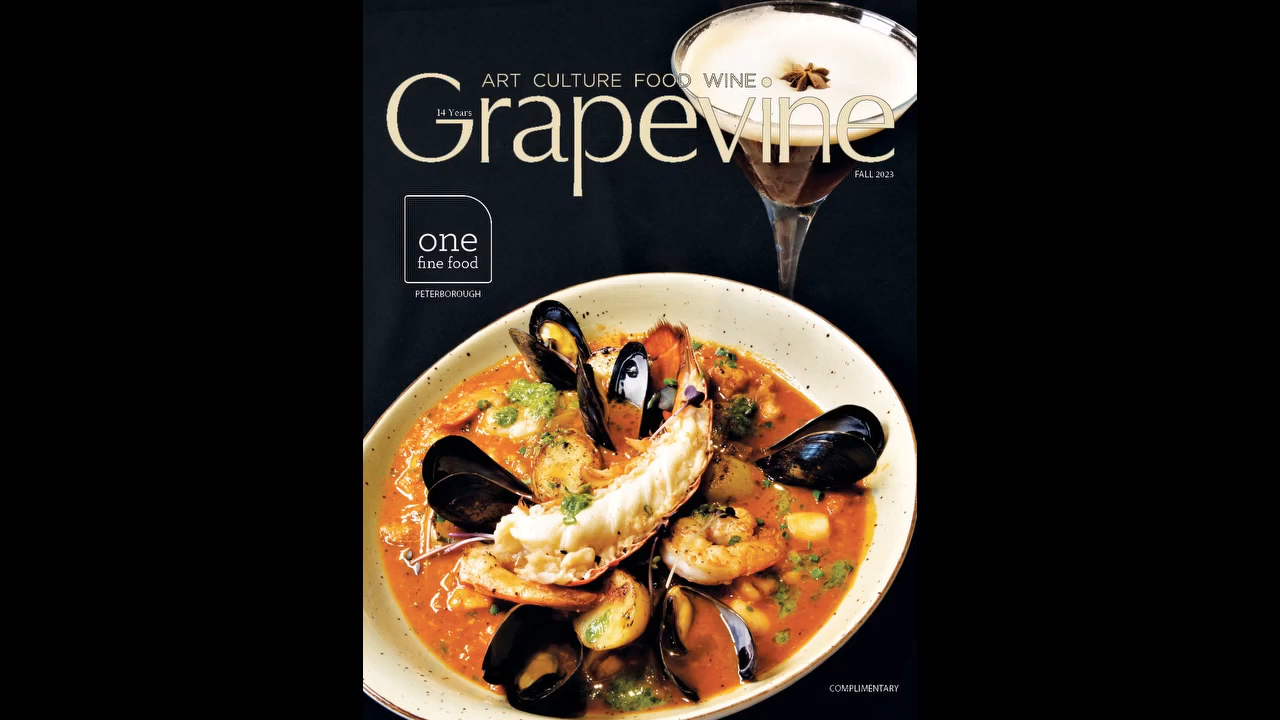 ART CULTURE FOOD WINE
Grapevine
14 Years
FALL 2023
one
fine food
PETERBOROUGH
COMPLIMENTARY